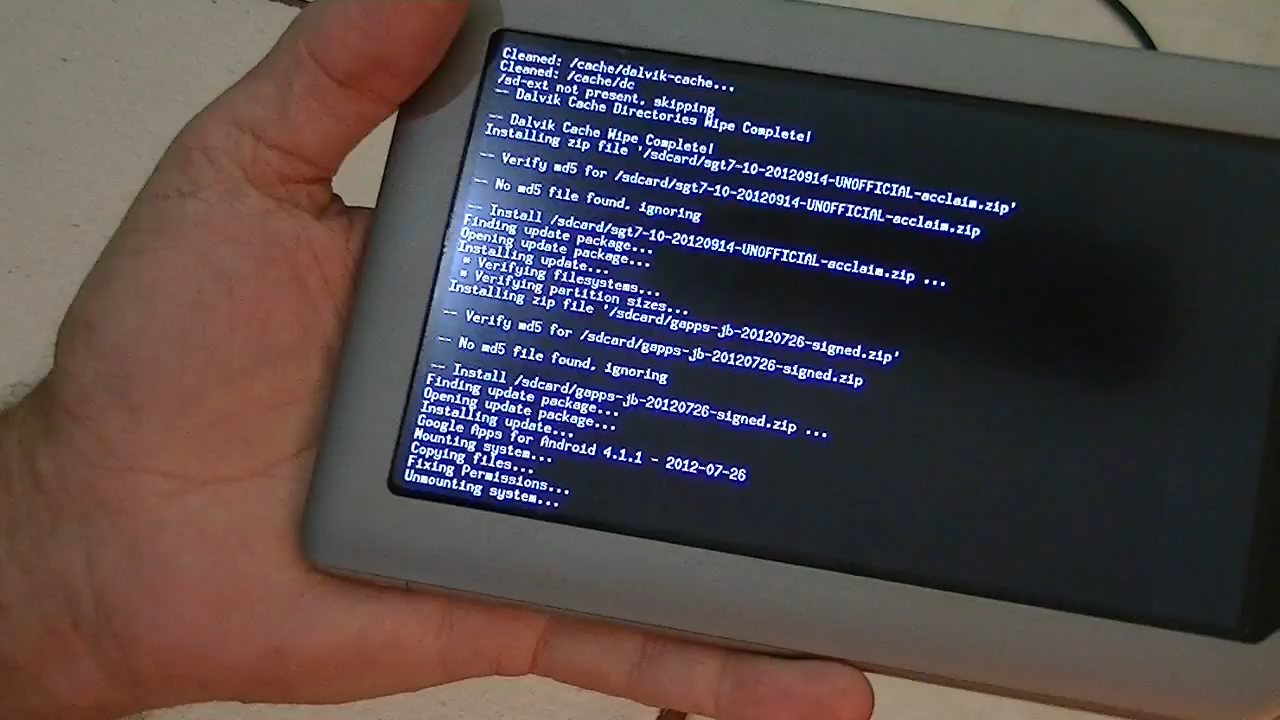 Cleaned: /cache/dalvik-cache...
Cleaned: /cache/dc
/sd-ext not present, skipping
-- Dalvik Cache Directories Wipe Complete!
-- Dalvik Cache Wipe Complete!
Installing zip file '/sdcard/sgt7-10-20120914-UNOFFICIAL-acclaim.zip'
-- Verify md5 for /sdcard/sgt7-10-20120914-UNOFFICIAL-acclaim.zip
-- No md5 file found, ignoring
-- Install /sdcard/sgt7-10-20120914-UNOFFICIAL-acclaim.zip ...
Finding update package...
Opening update package...
Installing update...
* Verifying filesystems...
* Verifying partition sizes...
Installing zip file '/sdcard/gapps-jb-20120726-signed.zip'
-- Verify md5 for /sdcard/gapps-jb-20120726-signed.zip
-- No md5 file found, ignoring
-- Install /sdcard/gapps-jb-20120726-signed.zip ...
Finding update package...
Opening update package...
Installing update...
Google Apps for Android 4.1.1 - 2012-07-26
Mounting system...
Copying files...
Fixing Permissions...
Unmounting system...